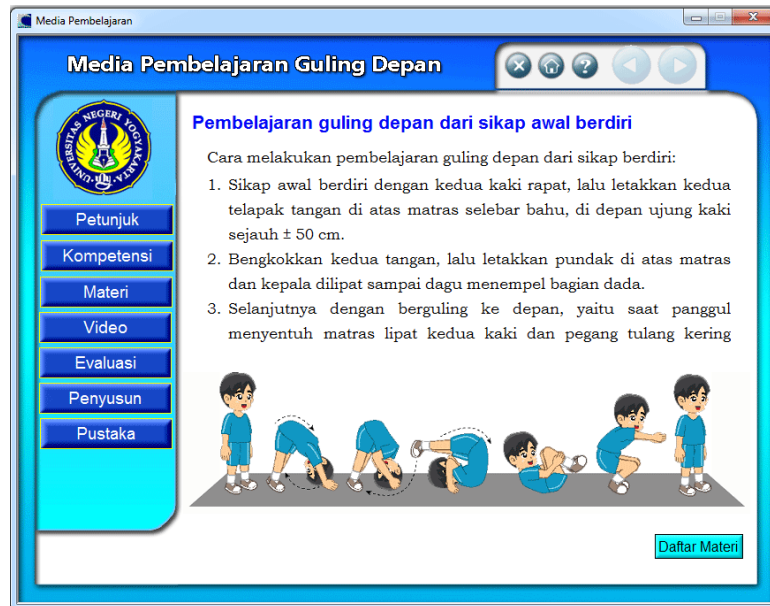 Media Pembelajaran
Media Pembelajaran Guling Depan
UNIVERSITAS NEGERI YOGYAKARTA
Petunjuk
Kompetensi
Materi
Video
Evaluasi
Penyusun
Pustaka
Pembelajaran guling depan dari sikap awal berdiri
Cara melakukan pembelajaran guling depan dari sikap berdiri:
1. Sikap awal berdiri dengan kedua kaki rapat, lalu letakkan kedua
telapak tangan di atas matras selebar bahu, di depan ujung kaki
sejauh ± 50 cm.
2. Bengkokkan kedua tangan, lalu letakkan pundak di atas matras
dan kepala dilipat sampai dagu menempel bagian dada.
3. Selanjutnya dengan berguling ke depan, yaitu saat panggul
menyentuh matras lipat kedua kaki dan pegang tulang kering
Daftar Materi